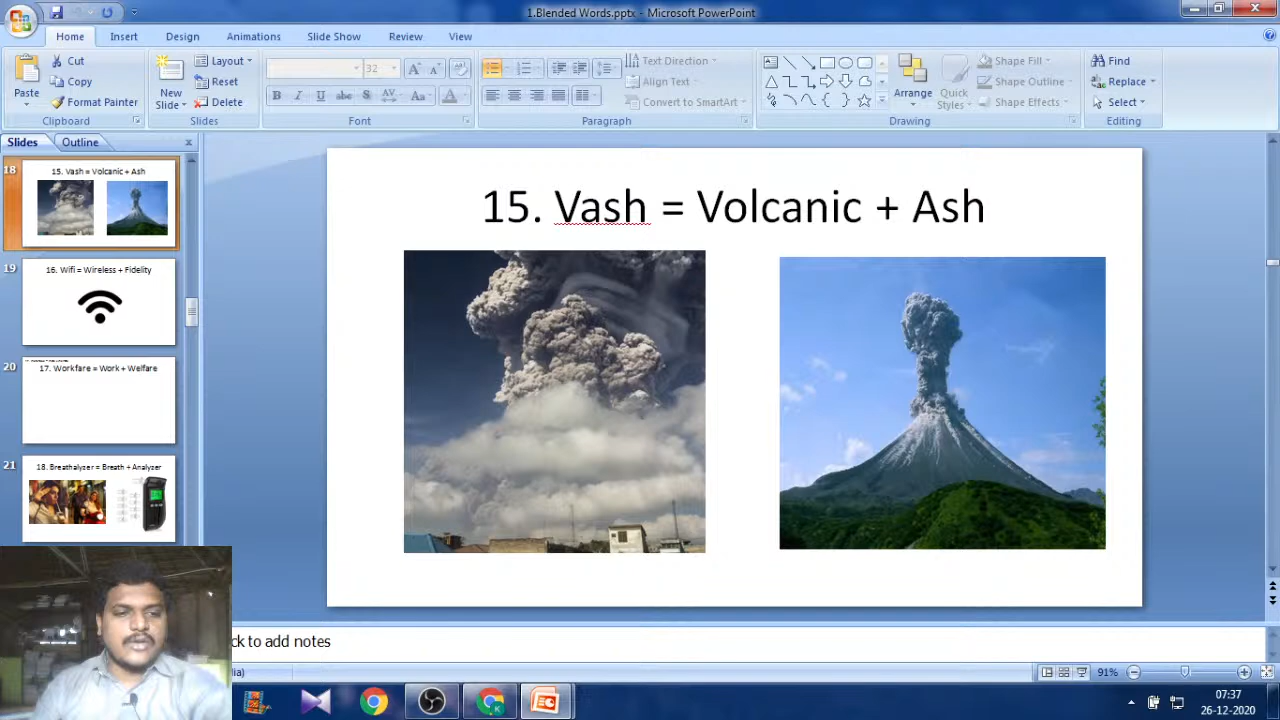 1.Blended Words.pptx - Microsoft PowerPoint
Home Insert Design Animations Slide Show Review View
Paste
Cut
Copy
Format Painter
Clipboard
New Slide
Layout
Reset
Delete
Slides
32
B I U abc S AV Aa A
Font
Text Direction
Align Text
Convert to SmartArt
Paragraph
Arrange
Quick Styles
Shape Fill
Shape Outline
Shape Effects
Drawing
Find
Replace
Select
Editing
Slides Outline
18
15. Vash = Volcanic + Ash
19
16. Wifi = Wireless + Fidelity
20
17. Workfare = Work + Welfare
21
18. Breathalyzer = Breath + Analyzer
15. Vash = Volcanic + Ash
ck to add notes
91%
07:37
26-12-2020